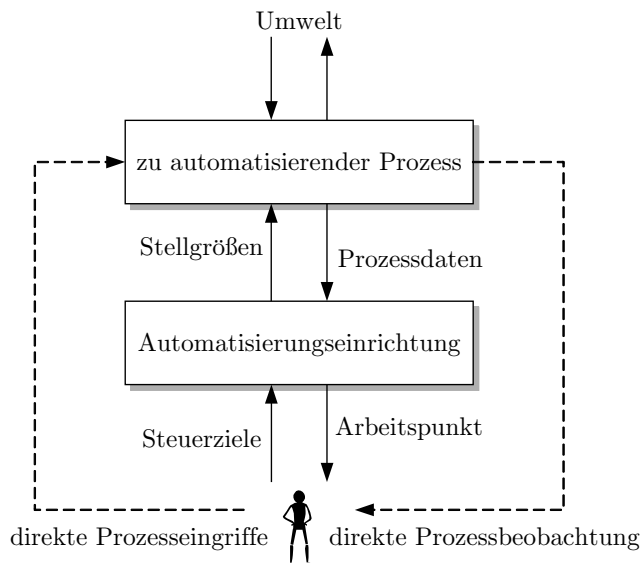 Umwelt
zu automatisierender Prozess
Stellgrößen
Prozessdaten
Automatisierungseinrichtung
Steuerziele
Arbeitspunkt
direkte Prozesseingriffe
direkte Prozessbeobachtung